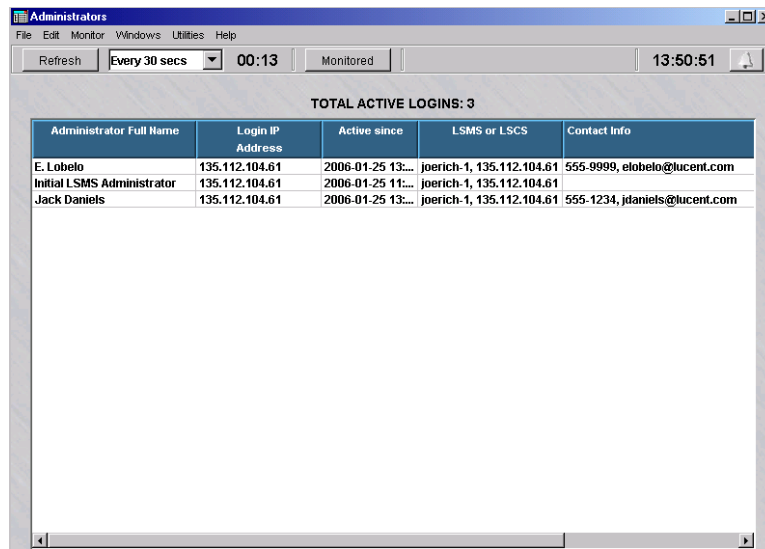 Administrators
File Edit Monitor Windows Utilities Help
Refresh Every 30 secs 00:13 Monitored 13:50:51
TOTAL ACTIVE LOGINS: 3
Administrator Full Name Login IP Address Active since LSMS or LSCS Contact Info
E. Lobelo 135.112.104.61 2006-01-25 13:... joerich-1, 135.112.104.61 555-9999, elobelo@lucent.com
Initial LSMS Administrator 135.112.104.61 2006-01-25 11:... joerich-1, 135.112.104.61
Jack Daniels 135.112.104.61 2006-01-25 13:... joerich-1, 135.112.104.61 555-1234, jdaniels@lucent.com